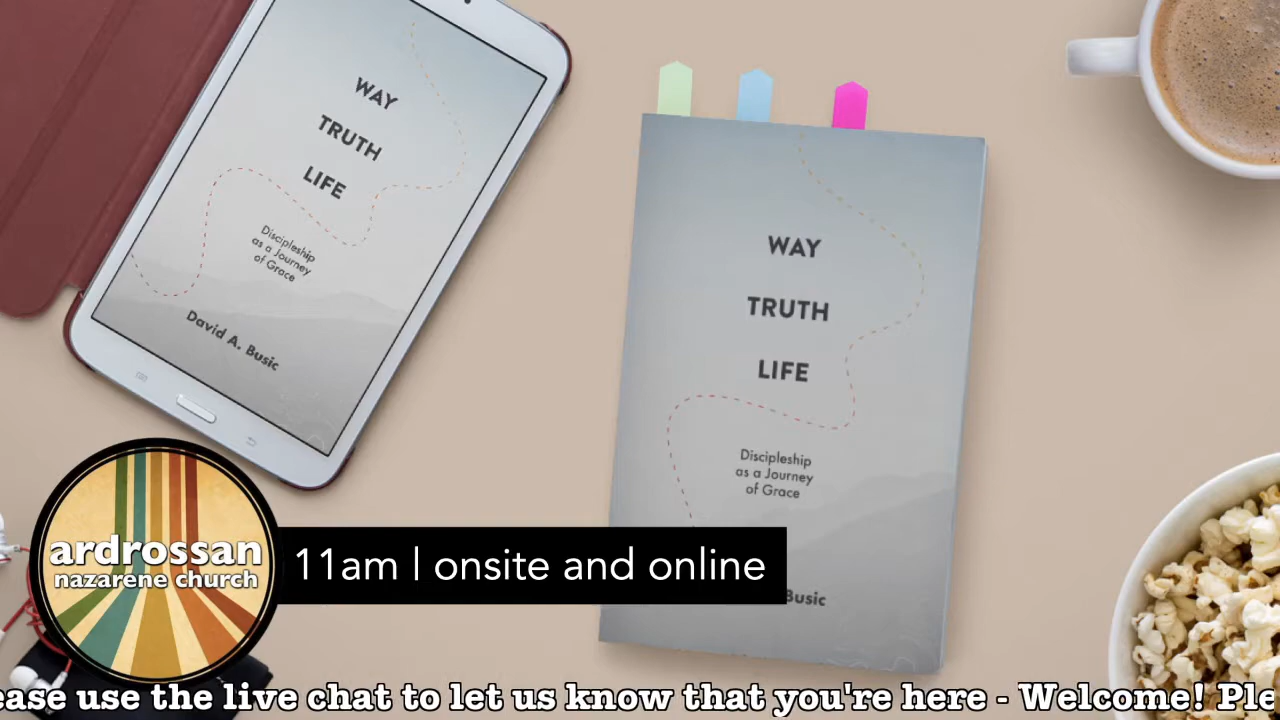 WAY
TRUTH
LIFE
Discipleship
as a Journey
of Grace
David A. Busic
WAY
TRUTH
LIFE
Discipleship
as a Journey
of Grace
Busic
ardrossan
nazarene church
11am | onsite and online
ease use the live chat to let us know that you're here - Welcome! Ple